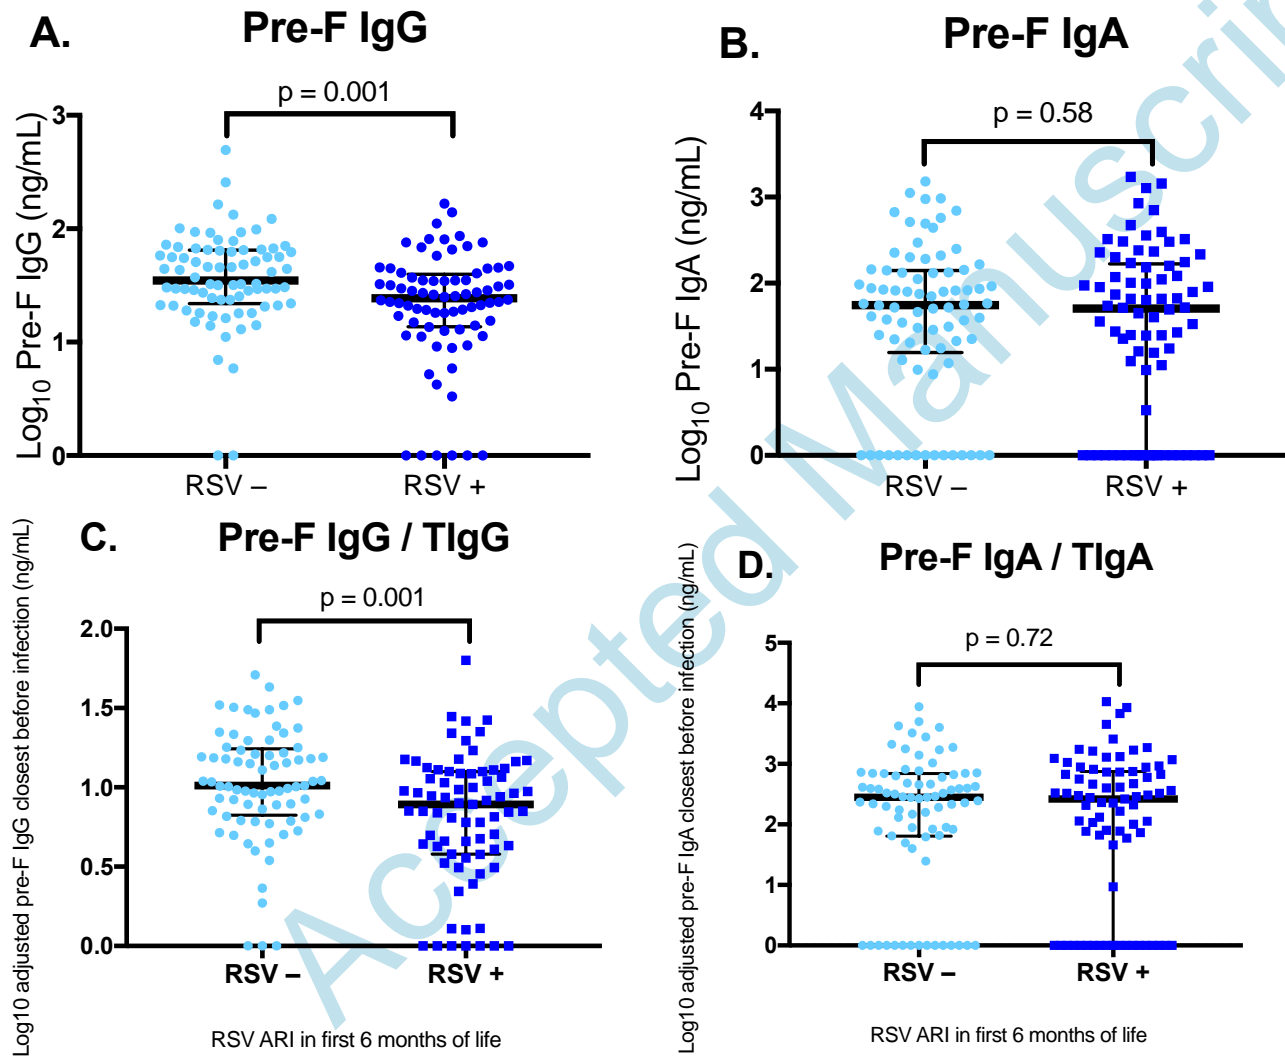 A.
Pre-F IgG
p = 0.001
Log10 Pre-F IgG (ng/mL)
3
2
1
0
RSV –
RSV +
B.
Pre-F IgA
p = 0.58
Log10 Pre-F IgA (ng/mL)
4
3
2
1
0
RSV –
RSV +
C.
Pre-F IgG / TIgG
p = 0.001
Log10 adjusted pre-F IgG closest before infection (ng/mL)
2.0
1.5
1.0
0.5
0.0
RSV –
RSV +
RSV ARI in first 6 months of life
D.
Pre-F IgA / TIgA
p = 0.72
Log10 adjusted pre-F IgA closest before infection (ng/mL)
5
4
3
2
1
0
RSV –
RSV +
RSV ARI in first 6 months of life
Accepted Manuscrip